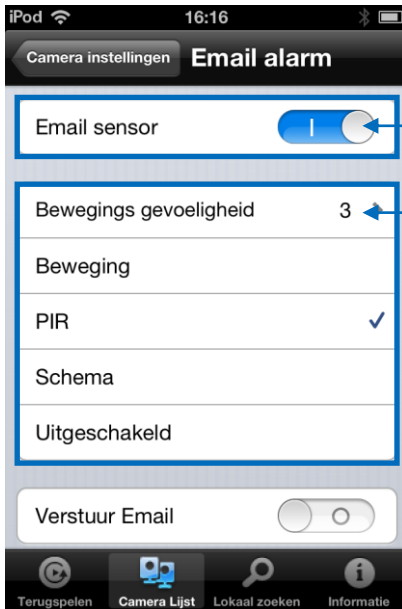 iPod 16:16
Camera instellingen Email alarm
Email sensor
Bewegings gevoeligheid 3
Beweging
PIR
Schema
Uitgeschakeld
Verstuur Email
Terugspelen Camera Lijst Lokaal zoeken Informatie